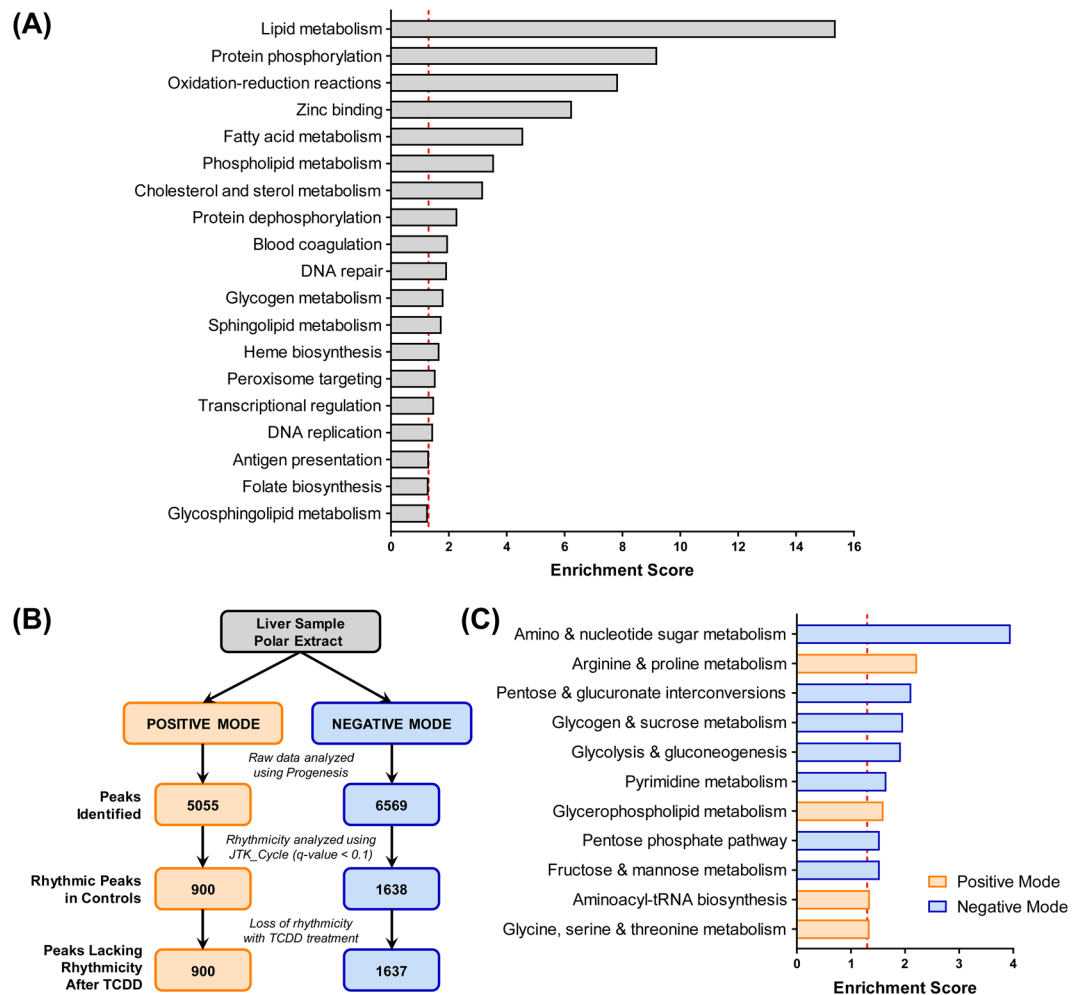 (A)
Lipid metabolism
Protein phosphorylation
Oxidation-reduction reactions
Zinc binding
Fatty acid metabolism
Phospholipid metabolism
Cholesterol and sterol metabolism
Protein dephosphorylation
Blood coagulation
DNA repair
Glycogen metabolism
Sphingolipid metabolism
Heme biosynthesis
Peroxisome targeting
Transcriptional regulation
DNA replication
Antigen presentation
Folate biosynthesis
Glycosphingolipid metabolism
0 2 4 6 8 10 12 14 16
Enrichment Score
(B)
Liver Sample
Polar Extract
POSITIVE MODE NEGATIVE MODE
Raw data analyzed
using Progenesis
Peaks
Identified
5055 6569
Rhythmicity analyzed using
JTK_Cycle (q-value < 0.1)
Rhythmic Peaks
in Controls
900 1638
Loss of rhythmicity
with TCDD treatment
Peaks Lacking
Rhythmicity
After TCDD
900 1637
(C)
Amino & nucleotide sugar metabolism
Arginine & proline metabolism
Pentose & glucuronate interconversions
Glycogen & sucrose metabolism
Glycolysis & gluconeogenesis
Pyrimidine metabolism
Glycerophospholipid metabolism
Pentose phosphate pathway
Fructose & mannose metabolism
Aminoacyl-tRNA biosynthesis
Glycine, serine & threonine metabolism
Positive Mode
Negative Mode
0 1 2 3 4
Enrichment Score